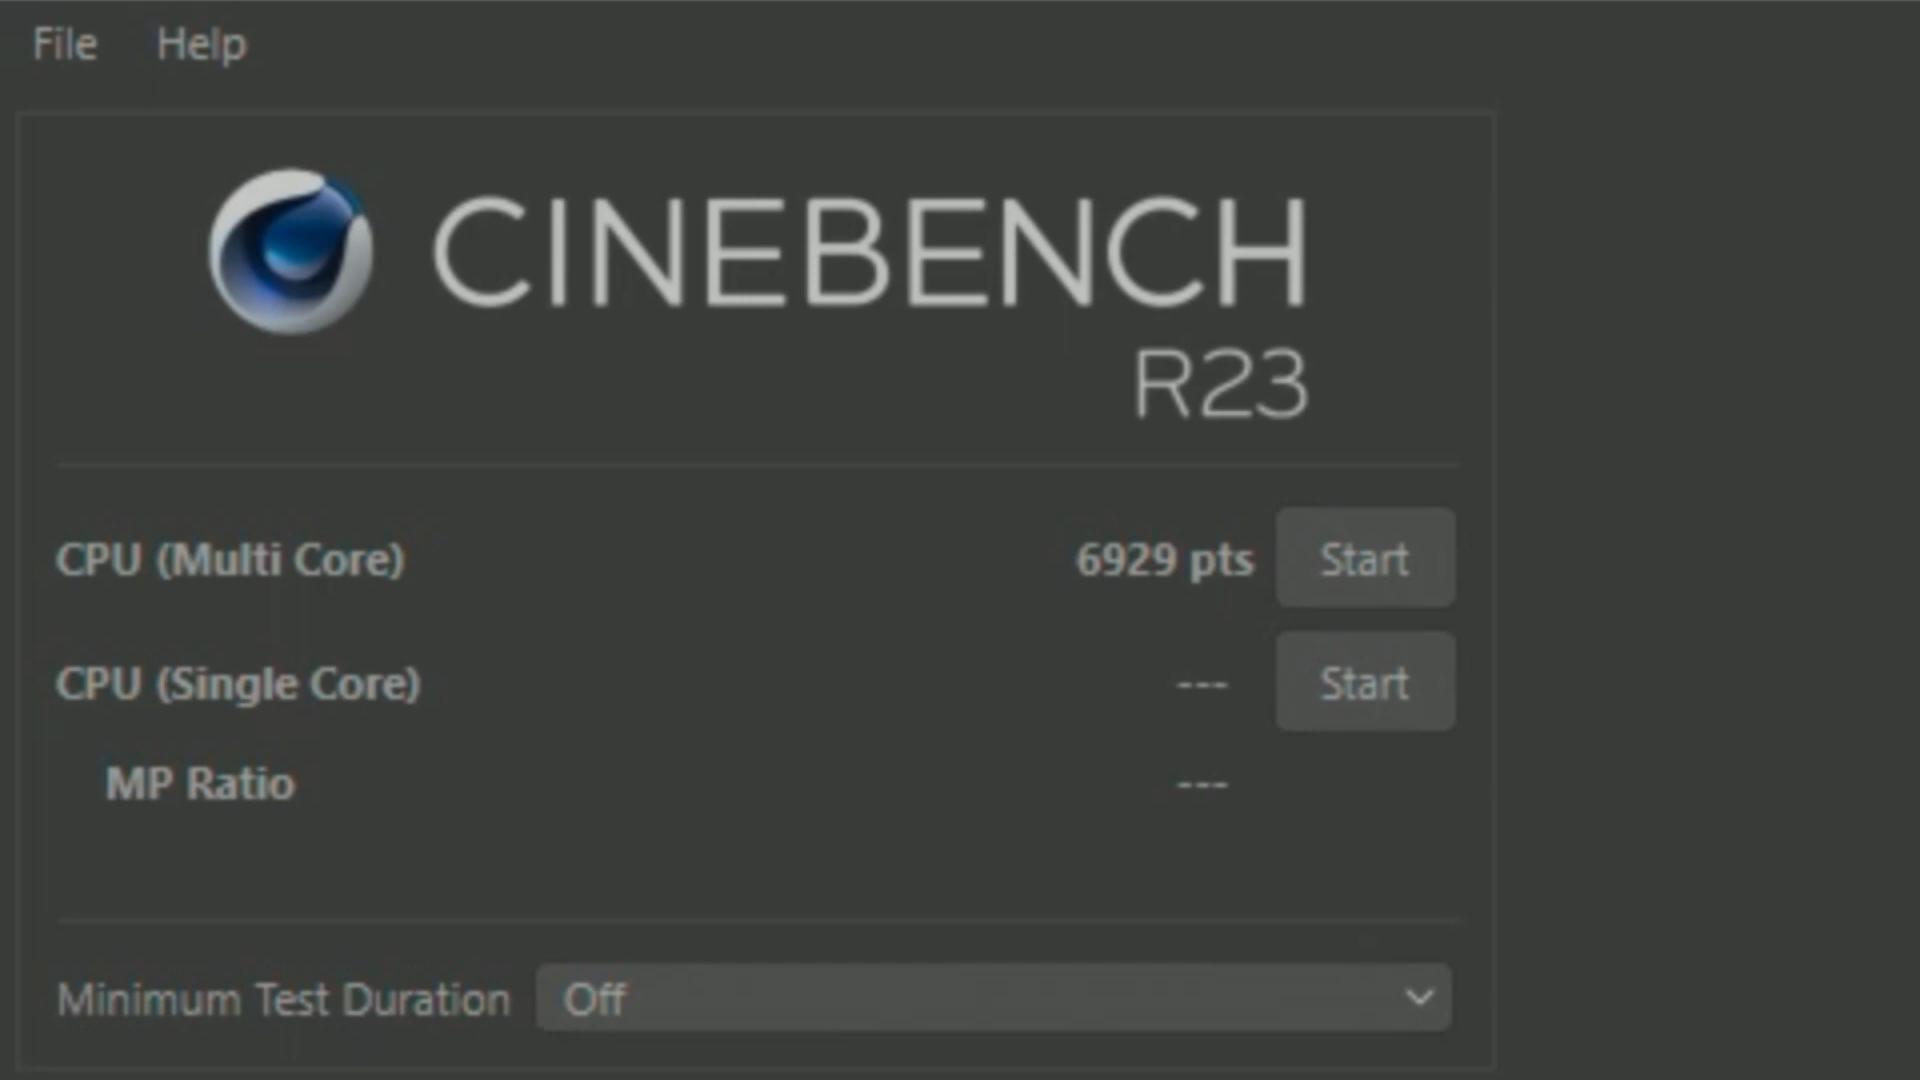 File Help
CINEBENCH
R23
CPU (Multi Core) 6929 pts Start
CPU (Single Core) --- Start
MP Ratio ---
Minimum Test Duration Off